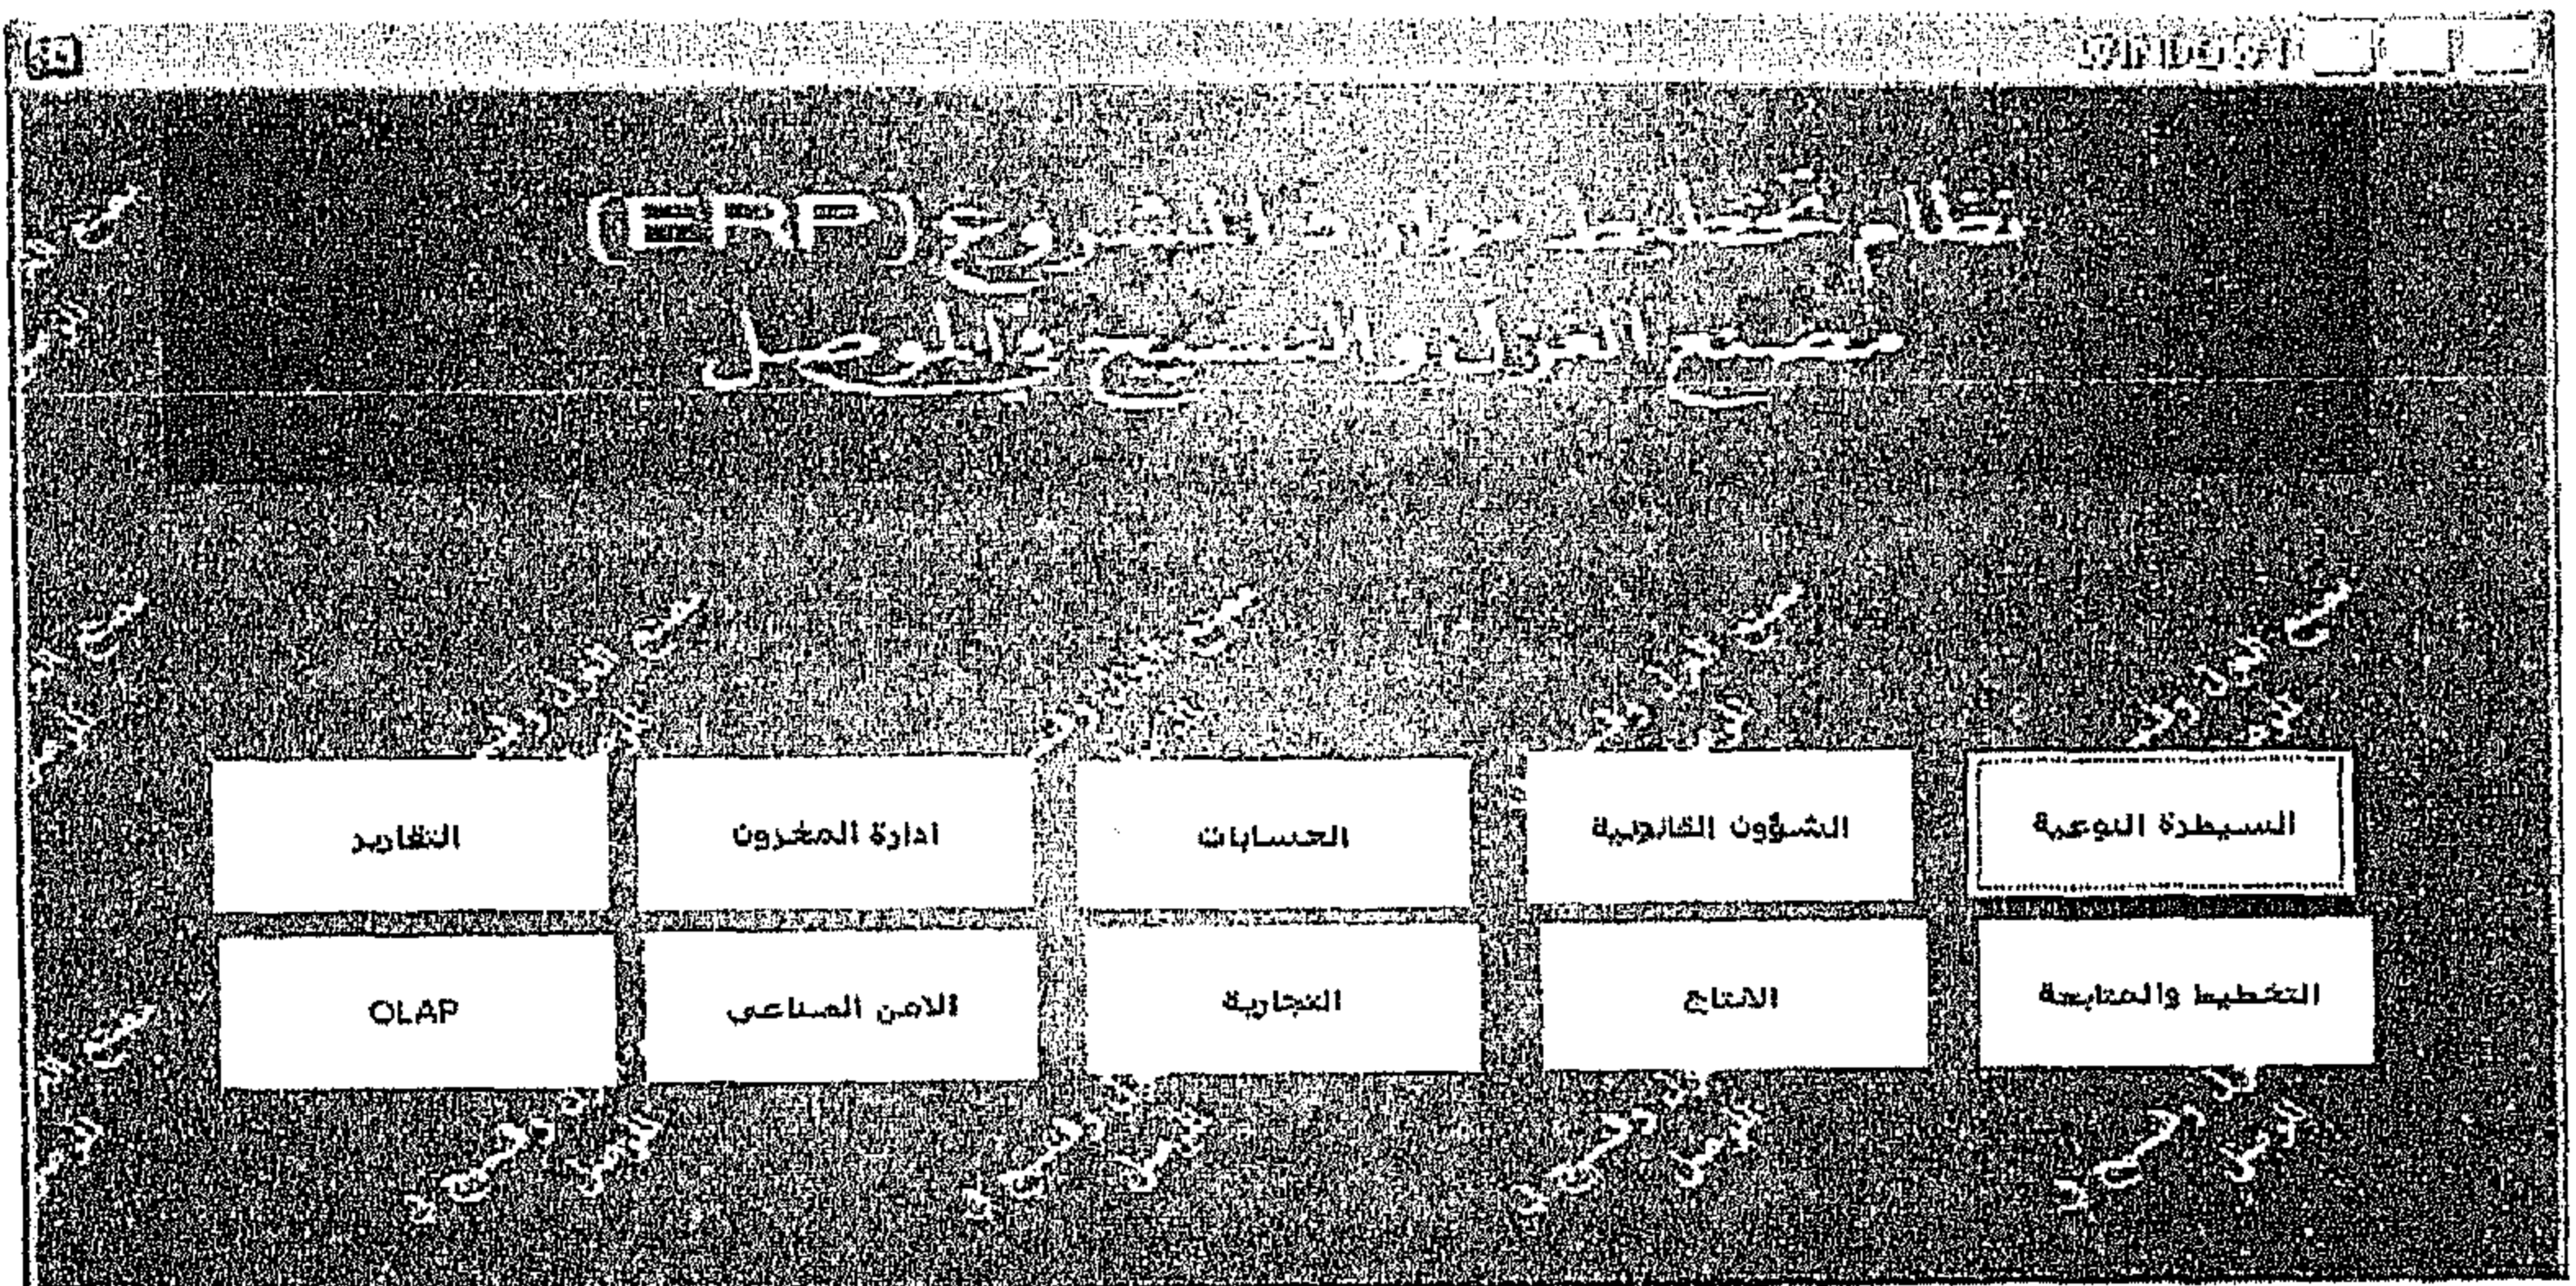 WINDOW1
نظام تخطيط موارد المشروع (ERP)
مصنع الغزل والنسيج في الموصل
السيطرة النوعية
الشؤون القانونية
الحسابات
ادارة المخزون
التقارير
التخطيط والمتابعة
الانتاج
التجارية
الامن الصناعي
OLAP